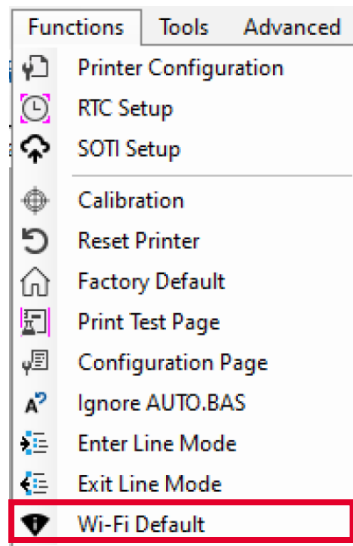 Functions Tools Advanced
Printer Configuration
RTC Setup
SOTI Setup
Calibration
Reset Printer
Factory Default
Print Test Page
Configuration Page
Ignore AUTO.BAS
Enter Line Mode
Exit Line Mode
Wi-Fi Default